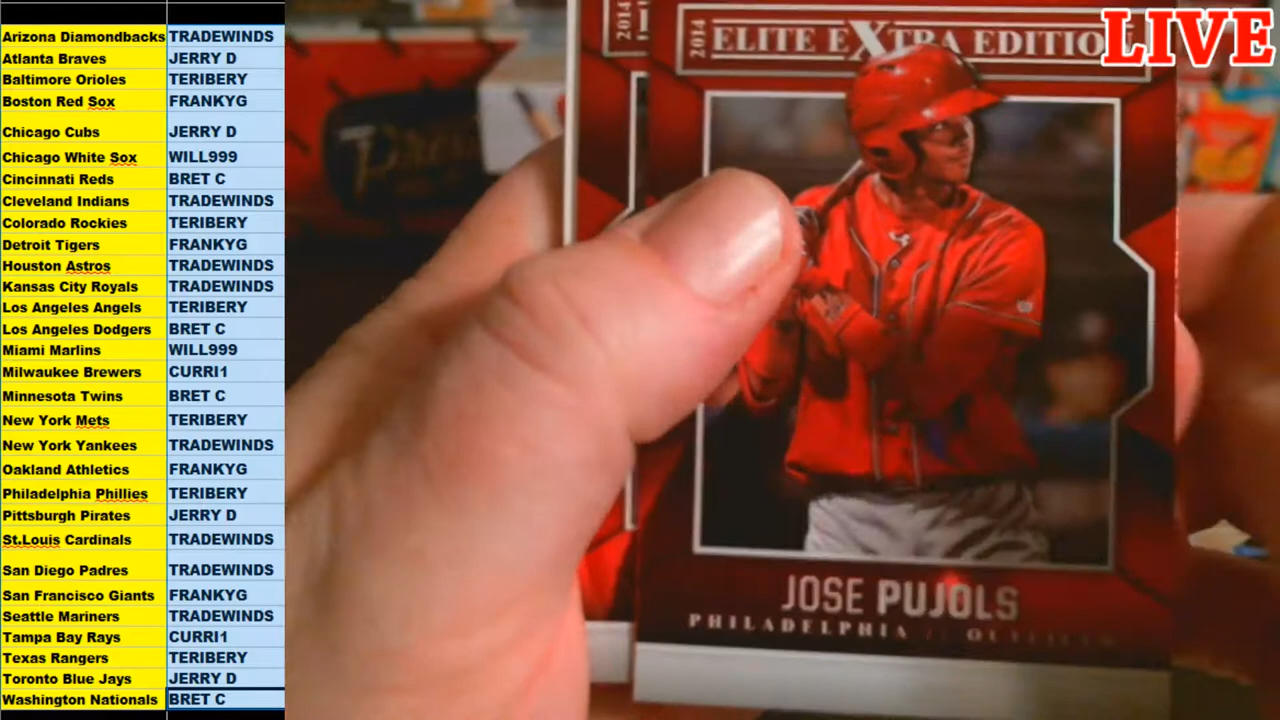 Arizona Diamondbacks TRADEWINDS
Atlanta Braves JERRY D
Baltimore Orioles TERIBERY
Boston Red Sox FRANKYG
Chicago Cubs JERRY D
Chicago White Sox WILL999
Cincinnati Reds BRET C
Cleveland Indians TRADEWINDS
Colorado Rockies TERIBERY
Detroit Tigers FRANKYG
Houston Astros TRADEWINDS
Kansas City Royals TRADEWINDS
Los Angeles Angels TERIBERY
Los Angeles Dodgers BRET C
Miami Marlins WILL999
Milwaukee Brewers CURRI1
Minnesota Twins BRET C
New York Mets TERIBERY
New York Yankees TRADEWINDS
Oakland Athletics FRANKYG
Philadelphia Phillies TERIBERY
Pittsburgh Pirates JERRY D
St.Louis Cardinals TRADEWINDS
San Diego Padres TRADEWINDS
San Francisco Giants FRANKYG
Seattle Mariners TRADEWINDS
Tampa Bay Rays CURRI1
Texas Rangers TERIBERY
Toronto Blue Jays JERRY D
Washington Nationals BRET C
LIVE
2014
2014 ELITE EXTRA EDITION
JOSE PUJOLS
PHILADELPHIA //